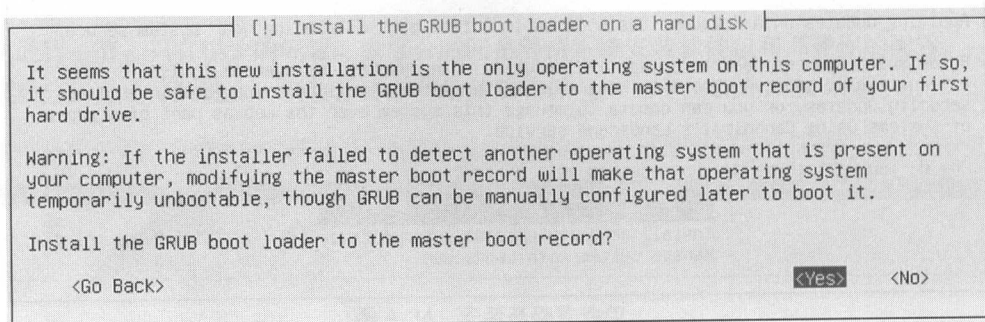 [!] Install the GRUB boot loader on a hard disk
It seems that this new installation is the only operating system on this computer. If so,
it should be safe to install the GRUB boot loader to the master boot record of your first
hard drive.
Warning: If the installer failed to detect another operating system that is present on
your computer, modifying the master boot record will make that operating system
temporarily unbootable, though GRUB can be manually configured later to boot it.
Install the GRUB boot loader to the master boot record?
<Go Back> <Yes> <No>